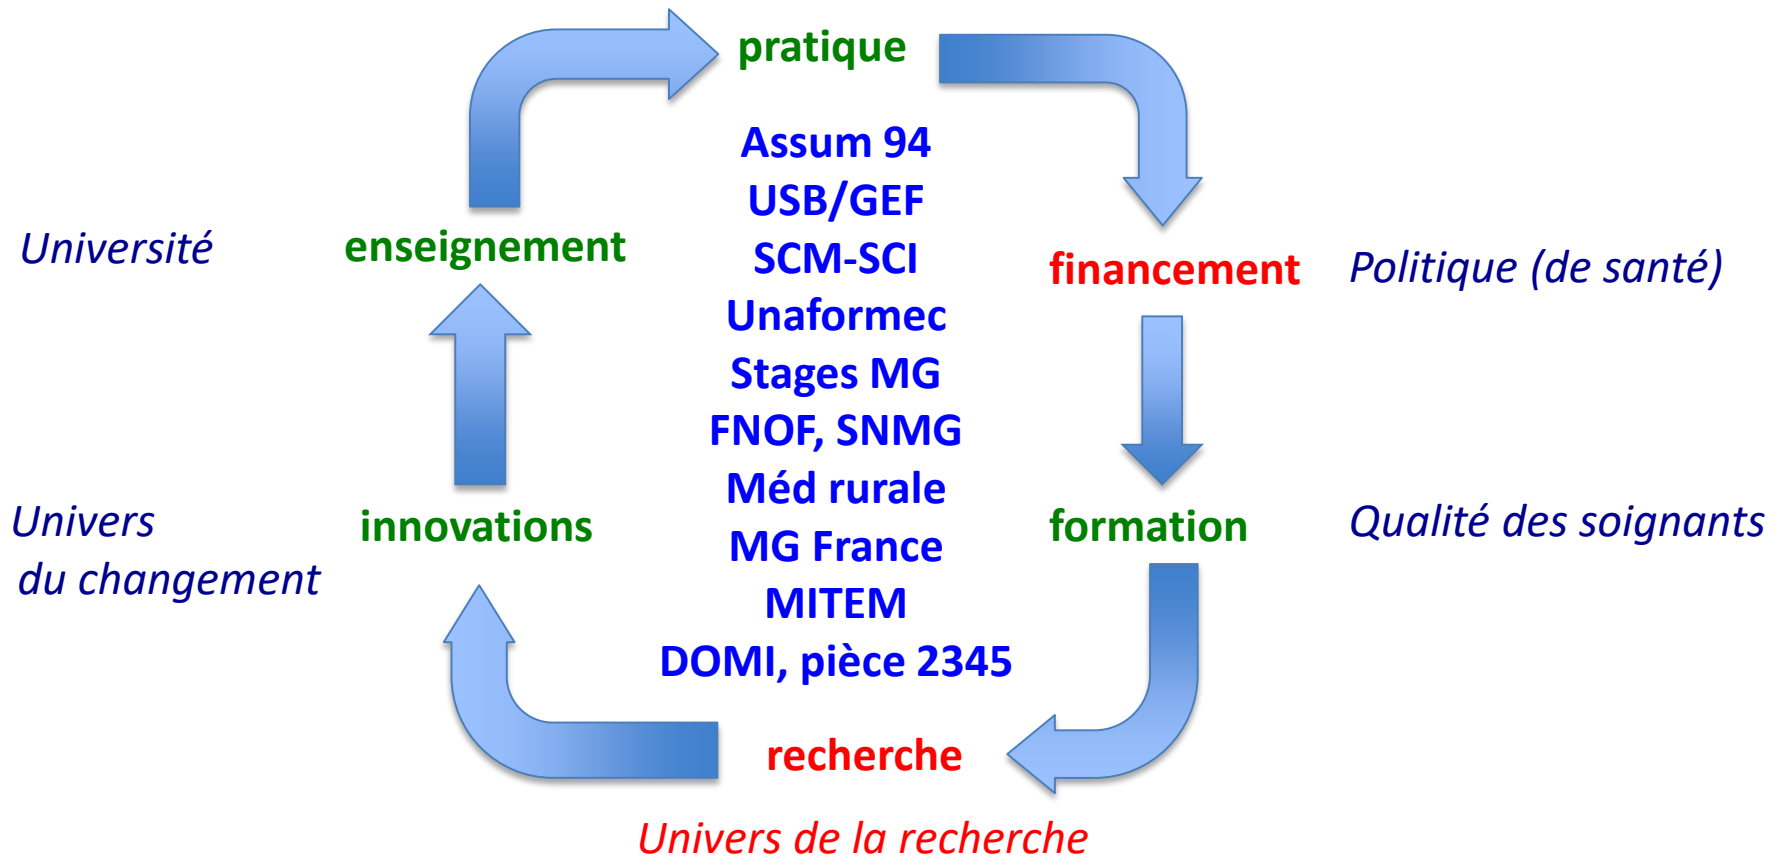 pratique
Assum 94
USB/GEF
Université
enseignement
SCM-SCI
financement
Politique (de santé)
Unaformec
Stages MG
FNOF, SNMG
Méd rurale
Univers
du changement
innovations
MG France
formation
Qualité des soignants
MITEM
DOMI, pièce 2345
recherche
Univers de la recherche